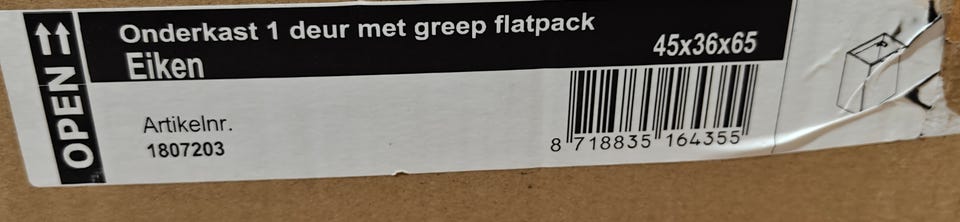 OPEN
Onderkast 1 deur met greep flatpack
Eiken
45x36x65
Artikelnr.
1807203
8 718835 164355